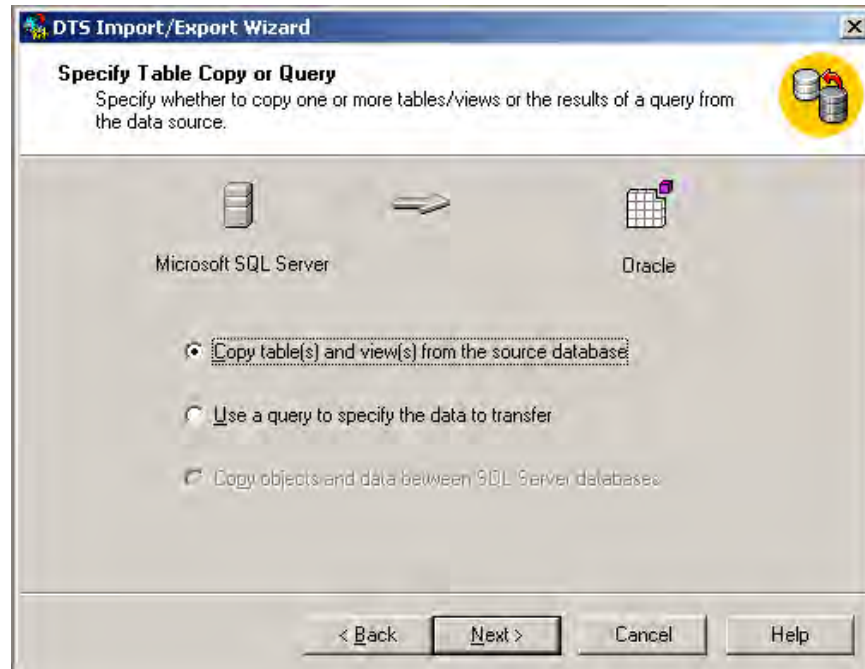 DTS Import/Export Wizard
Specify Table Copy or Query
Specify whether to copy one or more tables/views or the results of a query from
the data source.
Microsoft SQL Server
Oracle
Copy table(s) and view(s) from the source database
Use a query to specify the data to transfer
Copy objects and data between SQL Server databases
< Back
Next >
Cancel
Help